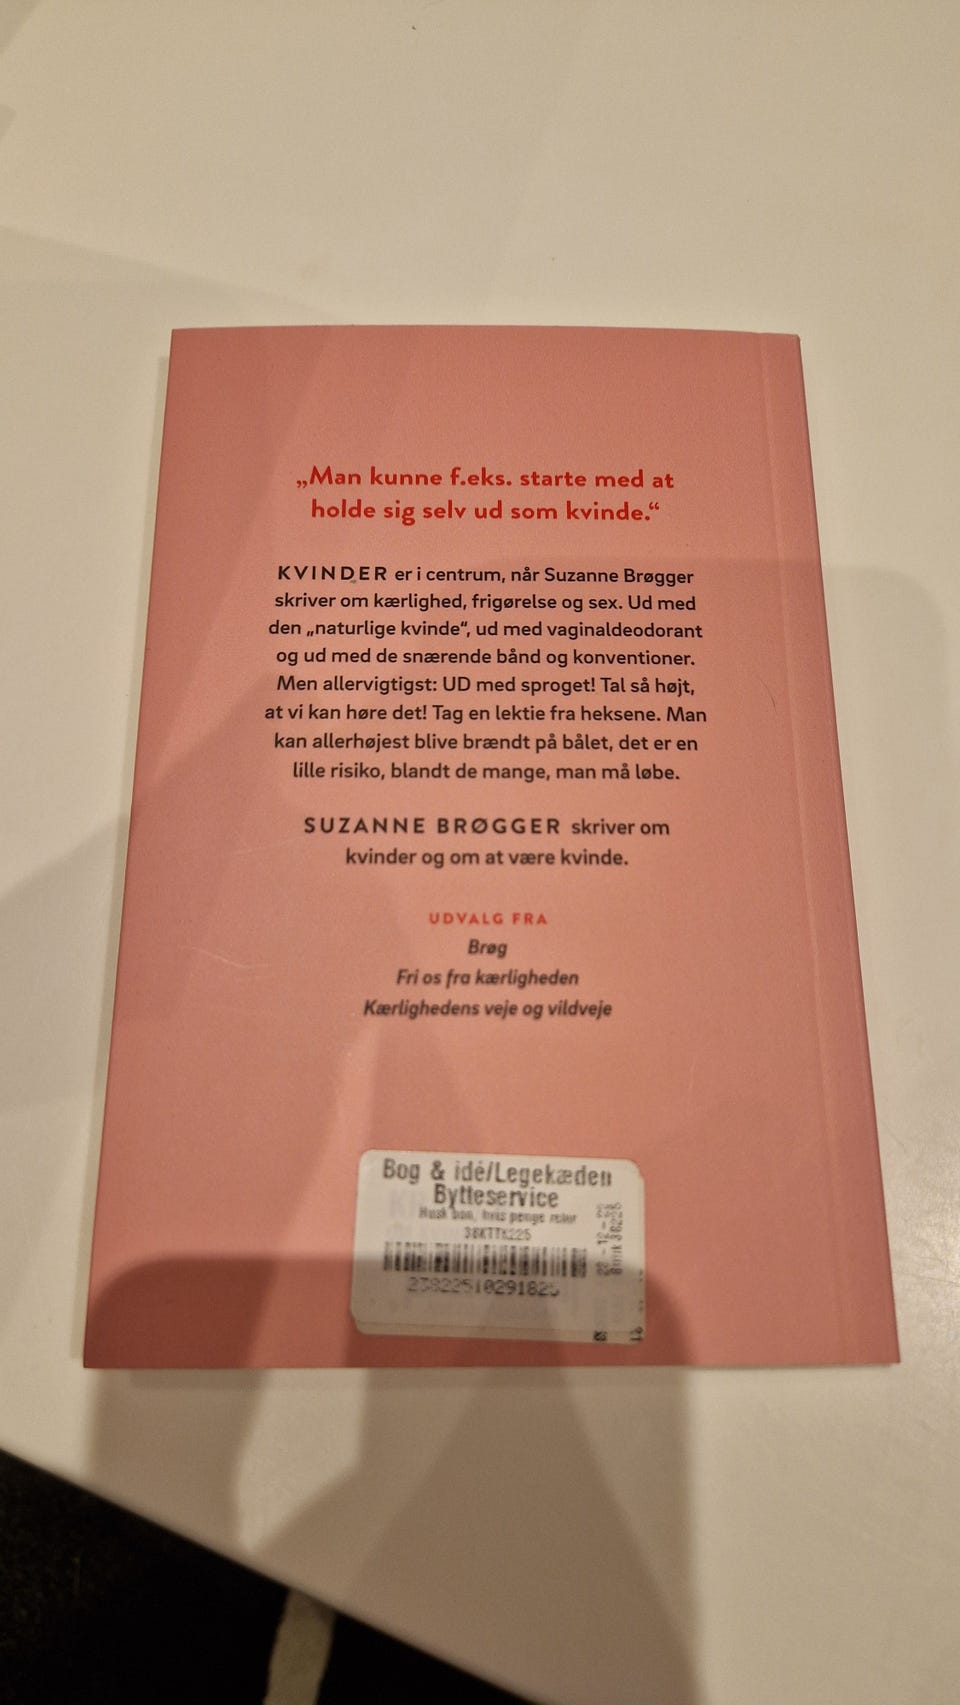 „Man kunne f.eks. starte med at
holde sig selv ud som kvinde.“
KVINDER er i centrum, når Suzanne Brøgger
skriver om kærlighed, frigørelse og sex. Ud med
den „naturlige kvinde“, ud med vaginaldeodorant
og ud med de snærende bånd og konventioner.
Men allervigtigst: UD med sproget! Tal så højt,
at vi kan høre det! Tag en lektie fra heksene. Man
kan allerhøjest blive brændt på bålet, det er en
lille risiko, blandt de mange, man må løbe.
SUZANNE BRØGGER skriver om
kvinder og om at være kvinde.
UDVALG FRA
Brøg
Fri os fra kærligheden
Kærlighedens veje og vildveje
Bog & idé/Legekæden
Bytteservice
Husk bon, hvis penge retur